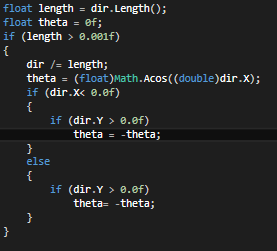 float length = dir.Length();
float theta = 0f;
if (length > 0.001f)
{
dir /= length;
theta = (float)Math.Acos((double)dir.X);
if (dir.X< 0.0f)
{
if (dir.Y > 0.0f)
theta = -theta;
}
else
{
if (dir.Y > 0.0f)
theta= -theta;
}
}